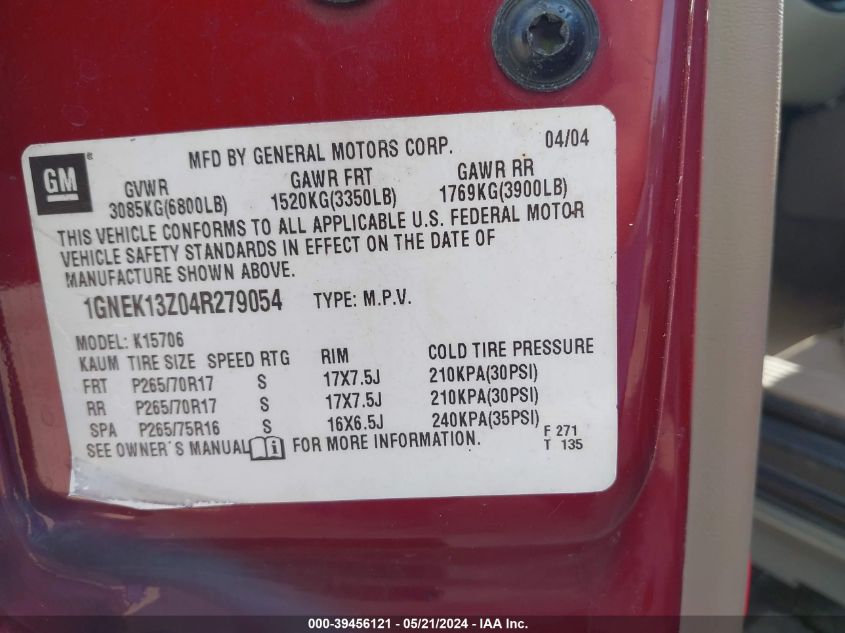 MFD BY GENERAL MOTORS CORP. 04/04
GM®
GVWR GAWR FRT GAWR RR
3085KG(6800LB) 1520KG(3350LB) 1769KG(3900LB)
THIS VEHICLE CONFORMS TO ALL APPLICABLE U.S. FEDERAL MOTOR
VEHICLE SAFETY STANDARDS IN EFFECT ON THE DATE OF
MANUFACTURE SHOWN ABOVE.
1GNEK13Z04R279054 TYPE: M.P.V.
MODEL: K15706
KAUM TIRE SIZE SPEED RTG RIM COLD TIRE PRESSURE
FRT P265/70R17 S 17X7.5J 210KPA(30PSI)
RR P265/70R17 S 17X7.5J 210KPA(30PSI)
SPA P265/75R16 S 16X6.5J 240KPA(35PSI)
SEE OWNER'S MANUAL FOR MORE INFORMATION.
F 271
T 135
000-39456121 - 05/21/2024 - IAA Inc.